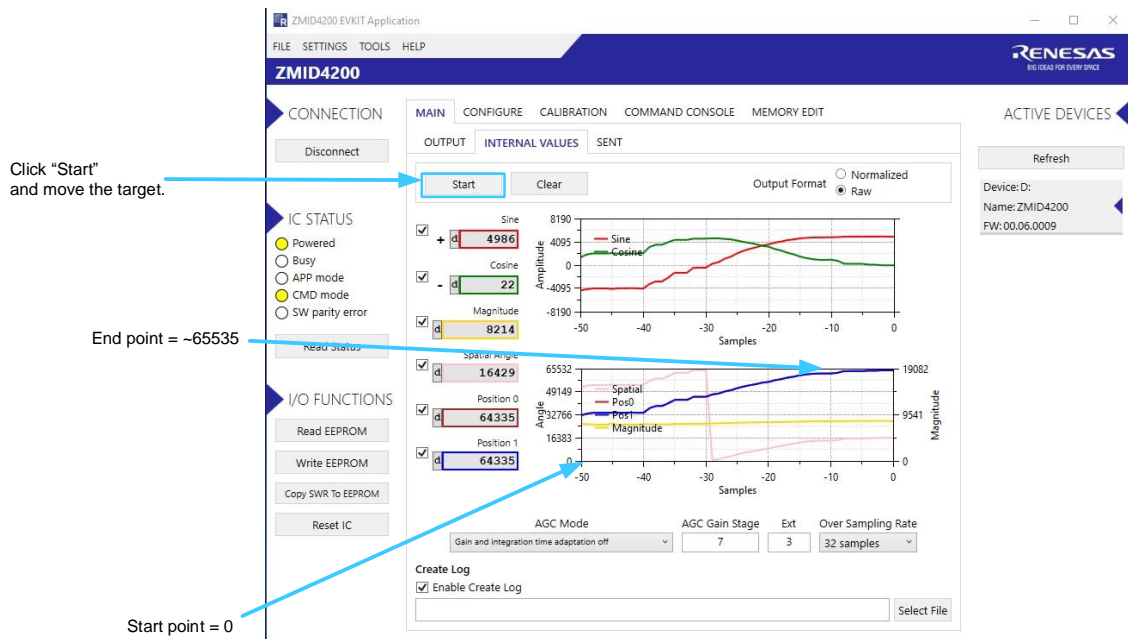 ZMID4200 EVKIT Application
FILE SETTINGS TOOLS HELP
RENESAS
BIG IDEAS FOR EVERY SPACE
ZMID4200
CONNECTION
Disconnect
Click “Start”
and move the target.
IC STATUS
Powered
Busy
APP mode
CMD mode
SW parity error
Read Status
End point = ~65535
I/O FUNCTIONS
Read EEPROM
Write EEPROM
Copy SWR To EEPROM
Reset IC
Start point = 0
MAIN CONFIGURE CALIBRATION COMMAND CONSOLE MEMORY EDIT
OUTPUT INTERNAL VALUES SENT
Start Clear Output Format Normalized
Raw
Sine
+ d 4986
Cosine
- d 22
Magnitude
d 8214
Spatial Angle
d 16429
Position 0
d 64335
Position 1
d 64335
8190
4095
0
-4095
-8190
Amplitude
Sine
Cosine
-50 -40 -30 -20 -10 0
Samples
65532
49149
32766
16383
0
Angle
Spatial
Pos0
Pos1
Magnitude
19082
9541
0
Magnitude
-50 -40 -30 -20 -10 0
Samples
AGC Mode AGC Gain Stage Ext Over Sampling Rate
Gain and integration time adaptation off 7 3 32 samples
Create Log
Enable Create Log
Select File
ACTIVE DEVICES
Refresh
Device: D:
Name: ZMID4200
FW: 00.06.0009